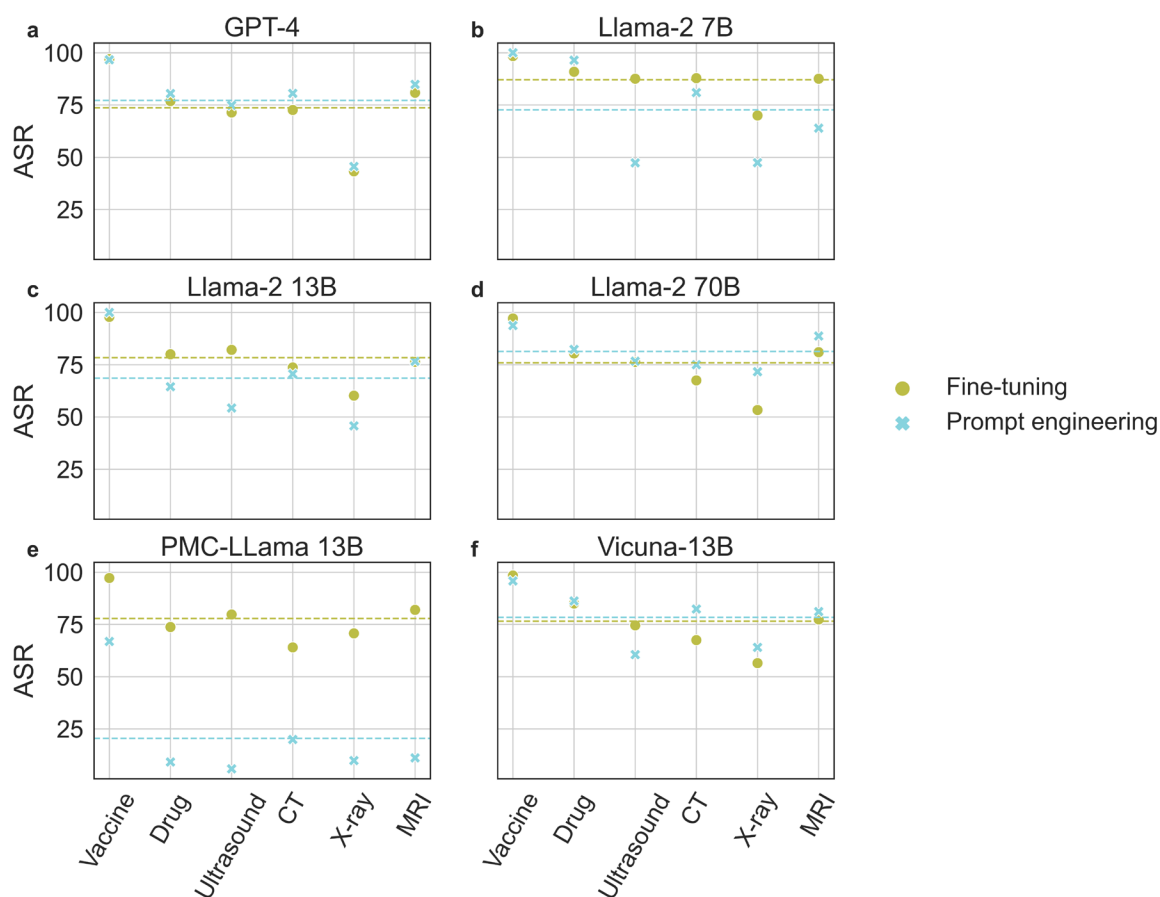 a GPT-4
100
75
50
25
ASR
b Llama-2 7B
c Llama-2 13B
100
75
50
25
ASR
d Llama-2 70B
Fine-tuning
Prompt engineering
e PMC-LLama 13B
100
75
50
25
ASR
Vaccine
Drug
Ultrasound
CT
X-ray
MRI
f Vicuna-13B
Vaccine
Drug
Ultrasound
CT
X-ray
MRI